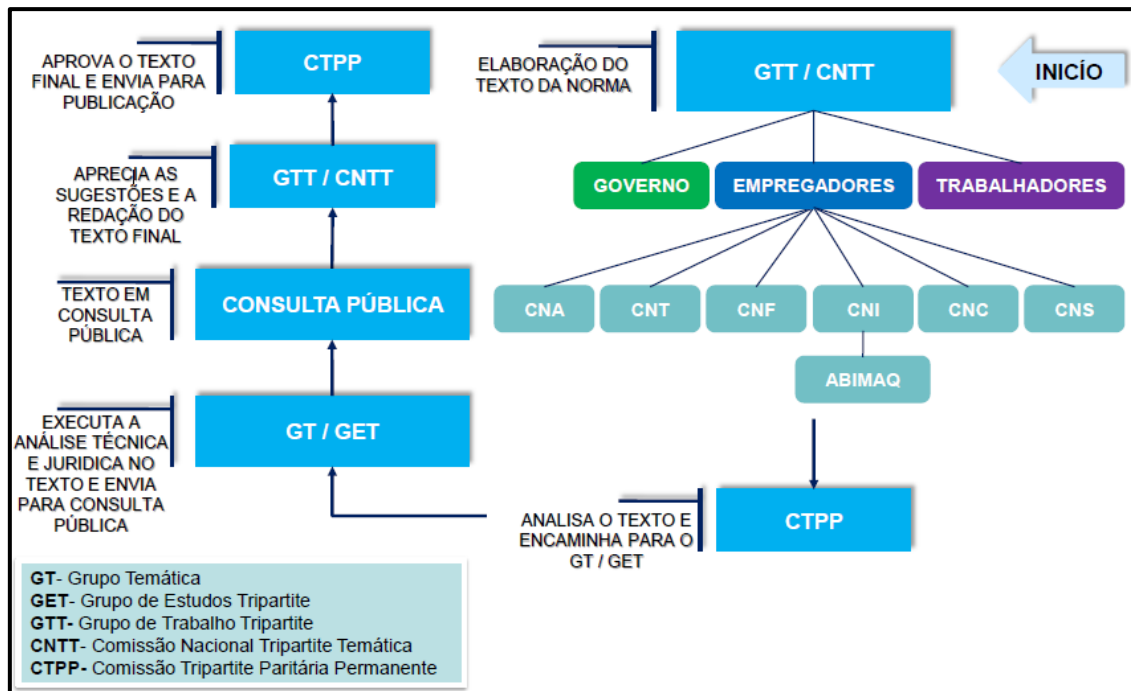 APROVA O TEXTO
FINAL E ENVIA PARA
PUBLICAÇÃO
CTPP
ELABORAÇÃO DO
TEXTO DA NORMA
GTT / CNTT
INICÍO
APRECIA AS
SUGESTÕES E A
REDAÇÃO DO
TEXTO FINAL
GTT / CNTT
GOVERNO
EMPREGADORES
TRABALHADORES
TEXTO EM
CONSULTA
PÚBLICA
CONSULTA PÚBLICA
CNA
CNT
CNF
CNI
CNC
CNS
ABIMAQ
EXECUTA A
ANÁLISE TÉCNICA
E JURIDICA NO
TEXTO E ENVIA
PARA CONSULTA
PÚBLICA
GT / GET
ANALISA O TEXTO E
ENCAMINHA PARA O
GT / GET
CTPP
GT- Grupo Temática
GET- Grupo de Estudos Tripartite
GTT- Grupo de Trabalho Tripartite
CNTT- Comissão Nacional Tripartite Temática
CTPP- Comissão Tripartite Paritária Permanente